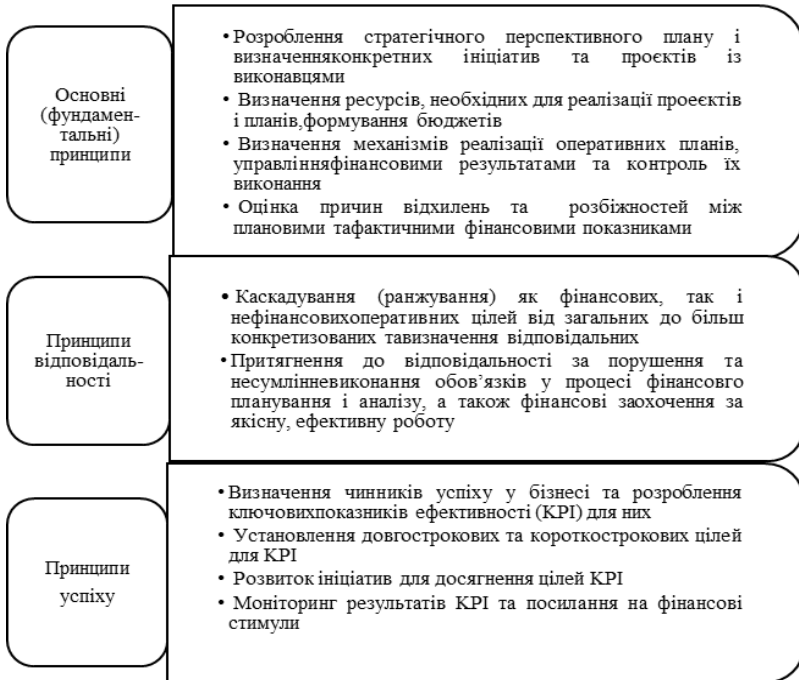 Основні
(фундамен-
тальні)
принципи
• Розроблення стратегічного перспективного плану і
визначенняконкретних ініціатив та проєктів із
виконавцями
• Визначення ресурсів, необхідних для реалізації проеєктів
і планів,формування бюджетів
• Визначення механізмів реалізації оперативних планів,
управлінняфінансовими результатами та контроль їх
виконання
• Оцінка причин відхилень та розбіжностей між
плановими тафактичними фінансовими показниками
Принципи
відповідаль-
ності
• Каскадування (ранжування) як фінансових, так і
нефінансовихоперативних цілей від загальних до більш
конкретизованих тавизначення відповідальних
• Притягнення до відповідальності за порушення та
несумлінневиконання обов’язків у процесі фінансовго
планування і аналізу, а також фінансові заохочення за
якісну, ефективну роботу
Принципи
успіху
• Визначення чинників успіху у бізнесі та розроблення
ключовихпоказників ефективності (KPI) для них
• Установлення довгострокових та короткострокових цілей
для KPI
• Розвиток ініціатив для досягнення цілей KPI
• Моніторинг результатів KPI та посилання на фінансові
стимули